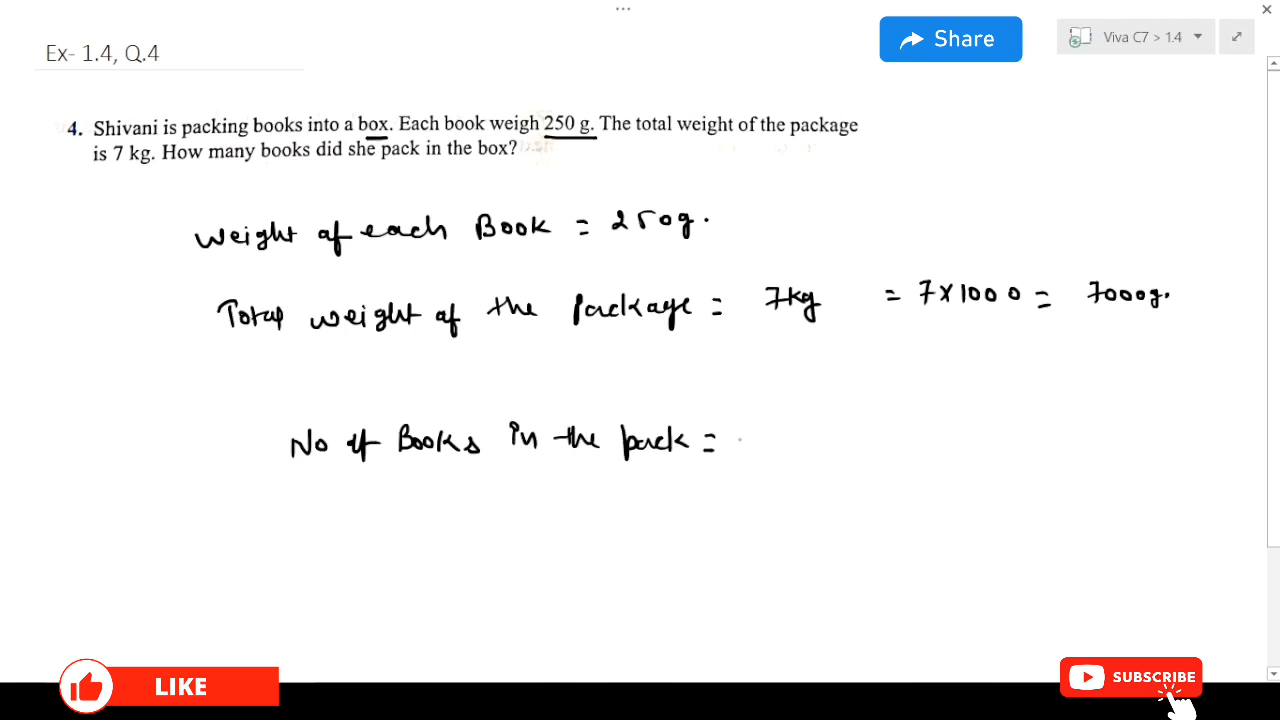 Share
Viva C7 > 1.4
Ex- 1.4, Q.4
4. Shivani is packing books into a box. Each book weigh 250 g. The total weight of the package
is 7 kg. How many books did she pack in the box?
Weight of each Book = 250g.
Total weight of the package = 7kg = 7×1000 = 7000g.
No of Books in the pack =
LIKE
SUBSCRIBE